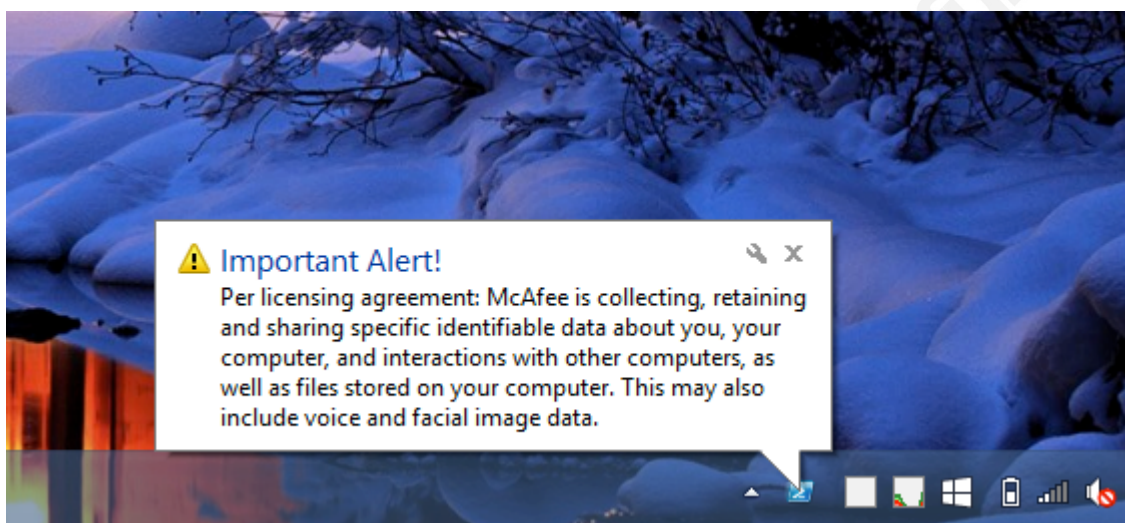 Important Alert!
Per licensing agreement: McAfee is collecting, retaining
and sharing specific identifiable data about you, your
computer, and interactions with other computers, as
well as files stored on your computer. This may also
include voice and facial image data.